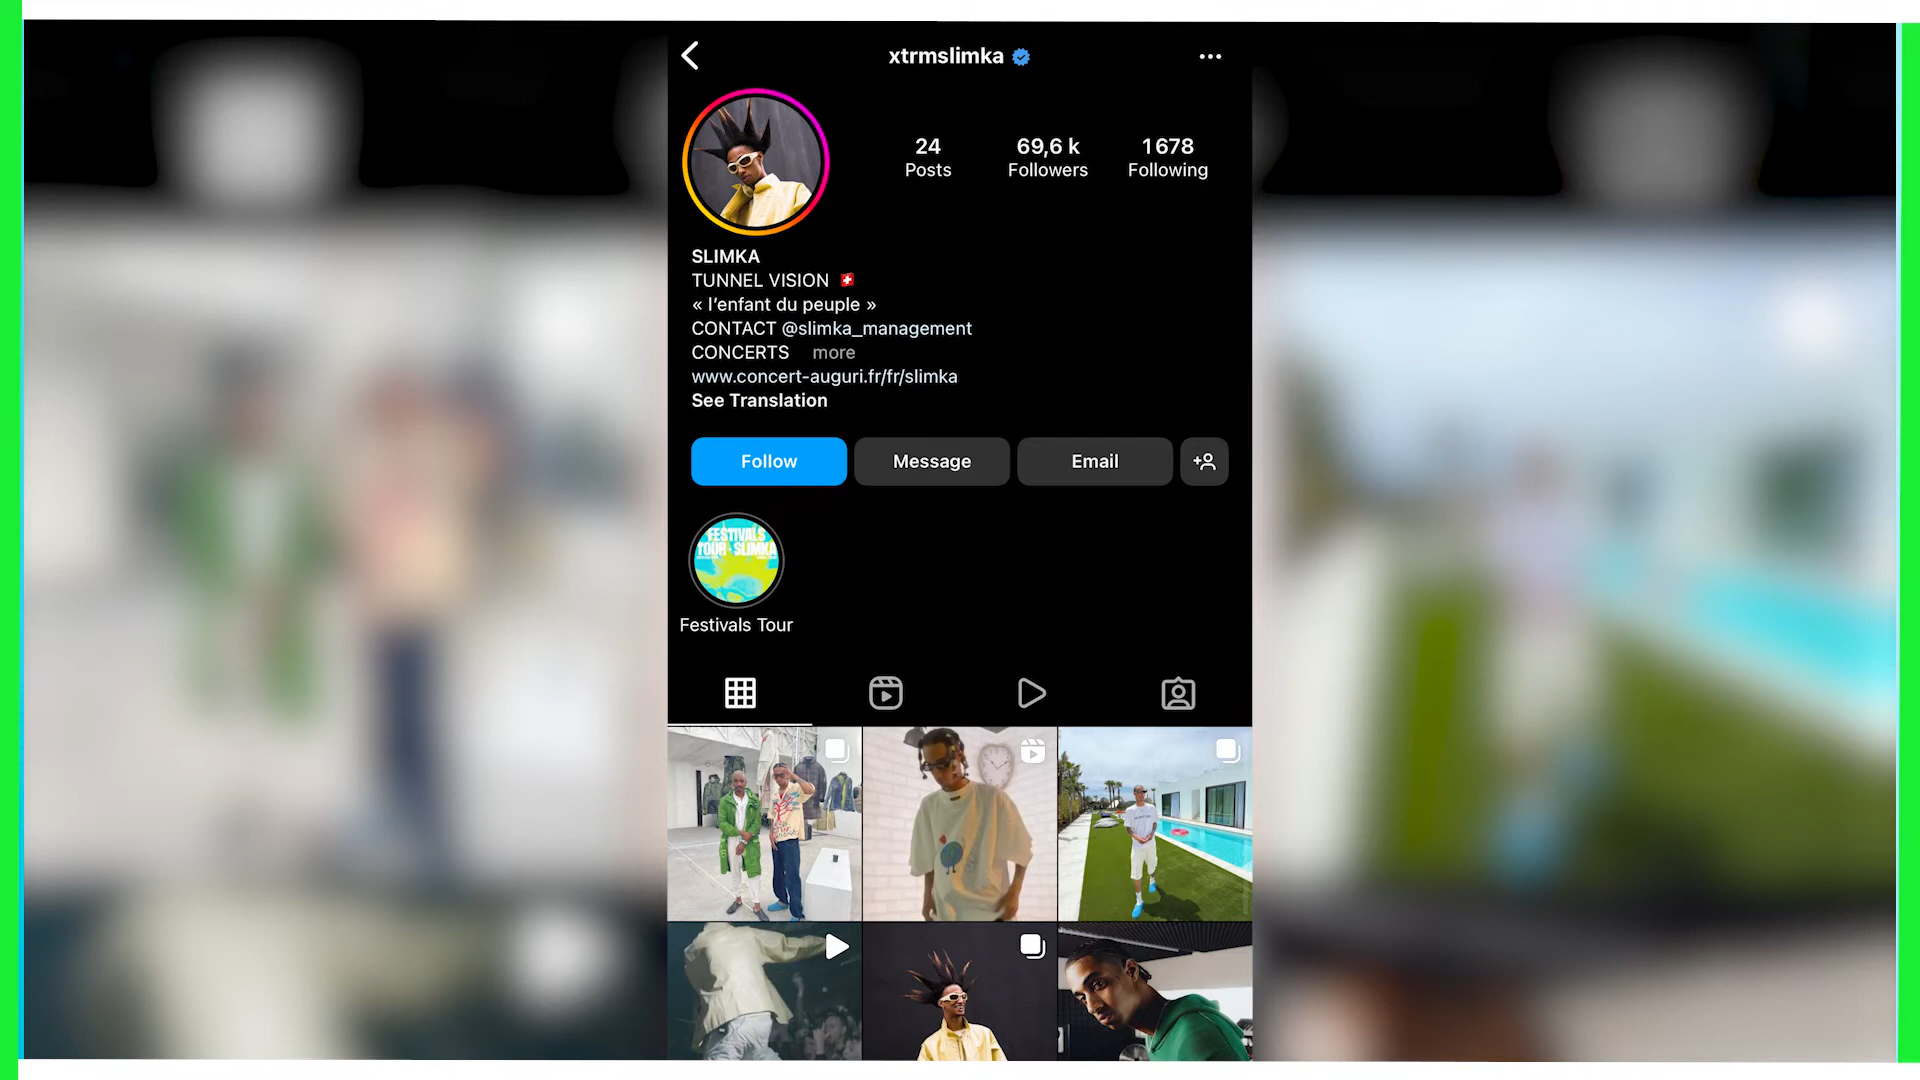 xtrmslimka
24
Posts
69,6 k
Followers
1 678
Following
SLIMKA
TUNNEL VISION 🇨🇭
« l'enfant du peuple »
CONTACT @slimka_management
CONCERTS more
www.concert-auguri.fr/fr/slimka
See Translation
Follow
Message
Email
FESTIVALS
TOUR - SLIMKA
Festivals Tour